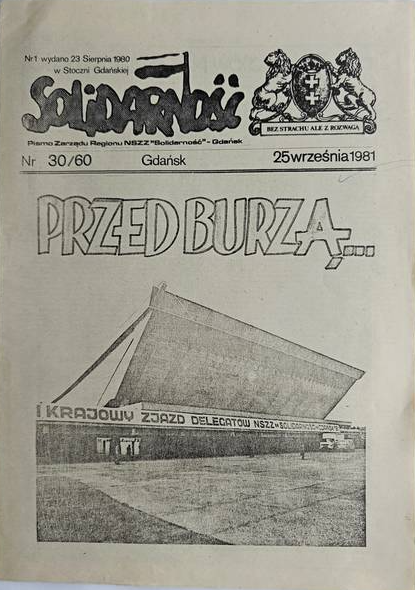 Nr 1 wydano 23 Sierpnia 1980
w Stoczni Gdańskiej
SOLIDARNOŚĆ
BEZ STRACHU ALE Z ROZWAGĄ
Pismo Zarządu Regionu NSZZ "Solidarność" - Gdańsk
Nr 30/60 Gdańsk 25 września 1981
PRZED BURZĄ...
I KRAJOWY ZJAZD DELEGATÓW NSZZ "SOLIDARNOŚĆ"